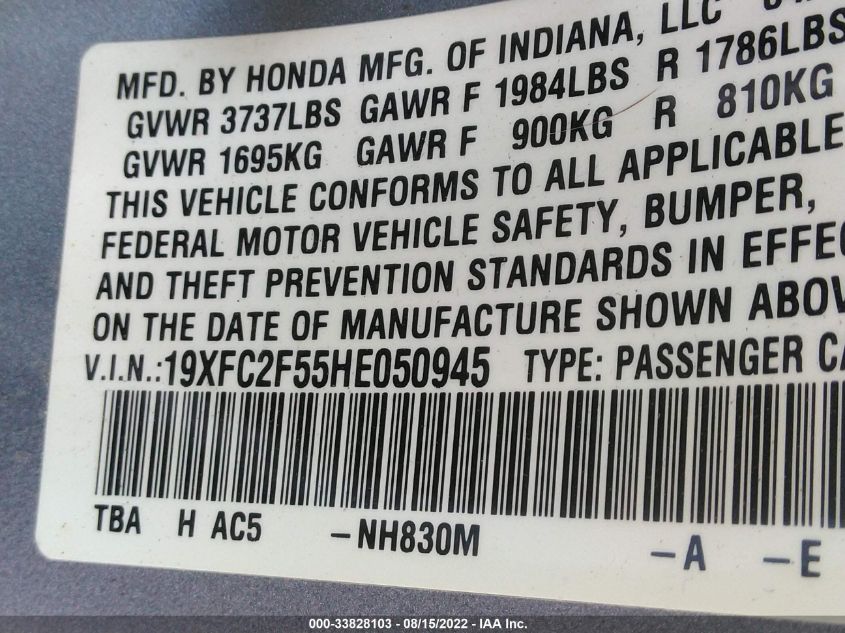 MFD. BY HONDA MFG. OF INDIANA, LLC
GVWR 3737LBS GAWR F 1984LBS R 1786LBS
GVWR 1695KG GAWR F 900KG R 810KG
THIS VEHICLE CONFORMS TO ALL APPLICABLE
FEDERAL MOTOR VEHICLE SAFETY, BUMPER,
AND THEFT PREVENTION STANDARDS IN EFFEC
ON THE DATE OF MANUFACTURE SHOWN ABOV
V.I.N.:19XFC2F55HE050945 TYPE: PASSENGER CA
TBA H AC5 -NH830M -A -E
000-33828103 - 08/15/2022 - IAA Inc.